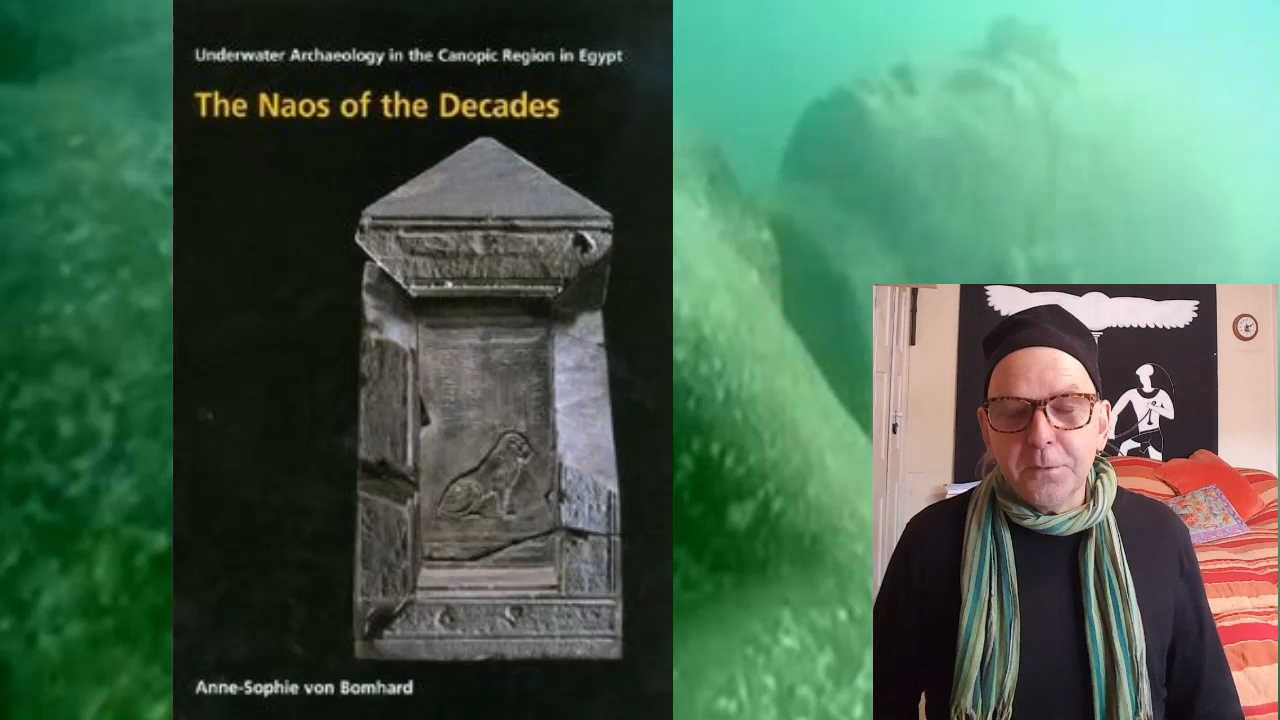 Underwater Archaeology in the Canopic Region in Egypt
The Naos of the Decades
Anne-Sophie von Bomhard